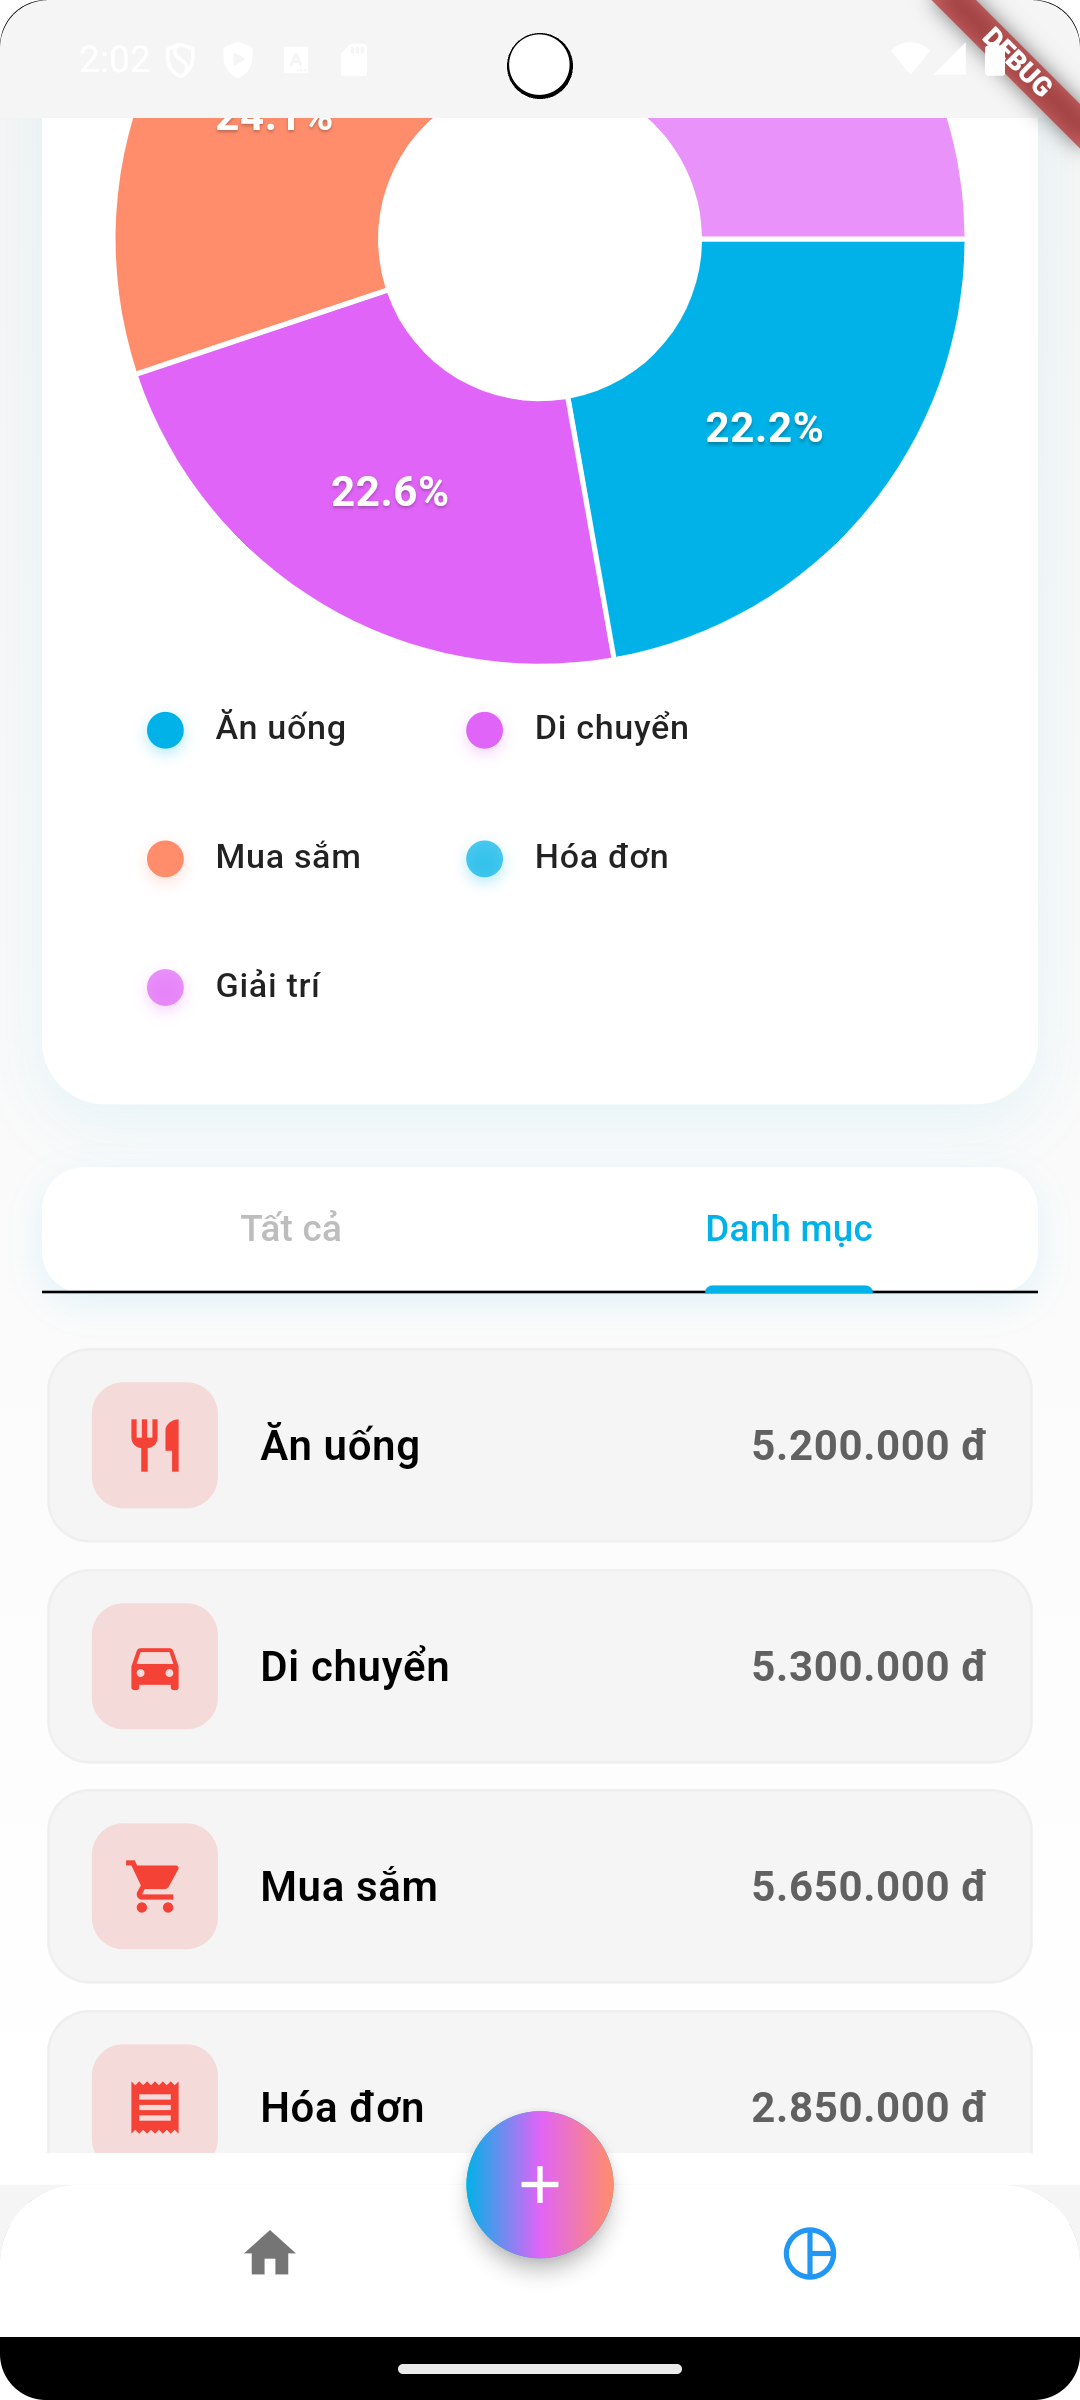 2:02
DEBUG
24.1%
22.2%
22.6%
Ăn uống
Di chuyển
Mua sắm
Hóa đơn
Giải trí
Tất cả
Danh mục
Ăn uống
5.200.000 đ
Di chuyển
5.300.000 đ
Mua sắm
5.650.000 đ
Hóa đơn
2.850.000 đ